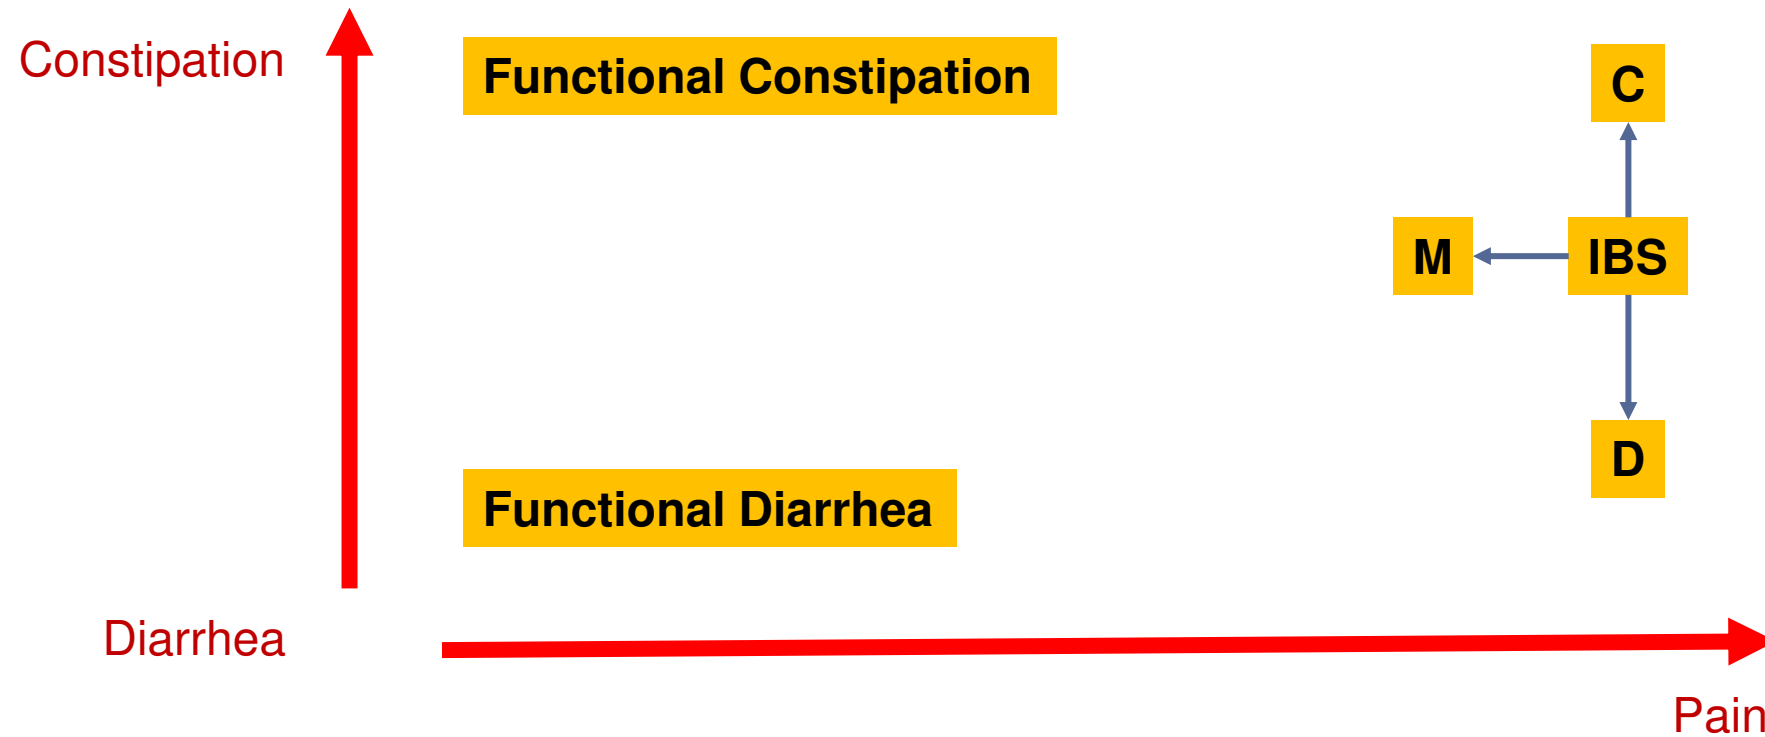 Constipation
Functional Constipation
C
M
IBS
D
Functional Diarrhea
Diarrhea
Pain